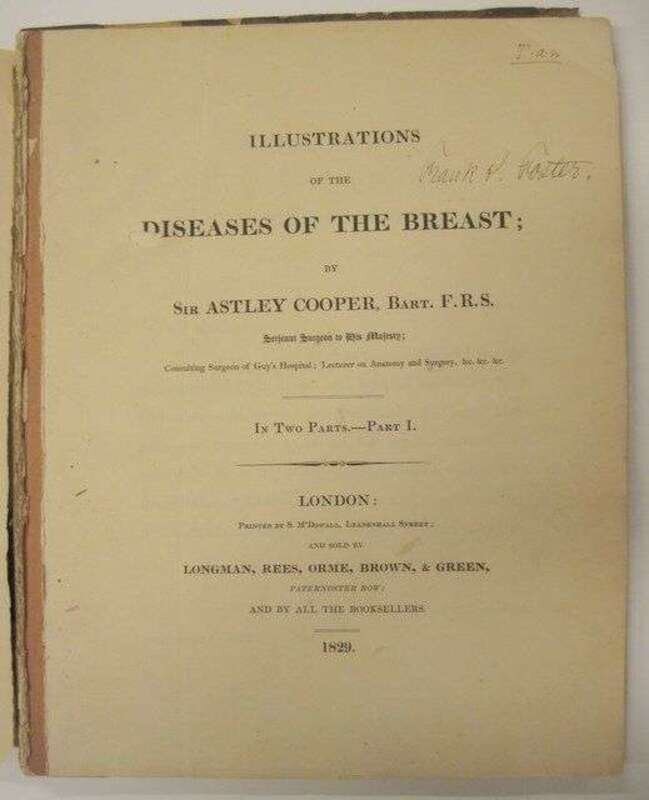 ILLUSTRATIONS
OF THE
Frank S. Foster.
DISEASES OF THE BREAST;
BY
SIR ASTLEY COOPER, BART. F.R.S.
Serjeant Surgeon to His Majesty;
Consulting Surgeon of Guy's Hospital; Lecturer on Anatomy and Surgery, &c. &c. &c.
IN TWO PARTS.—PART I.
LONDON:
PRINTED BY S. M'DOWALL, LEADENHALL STREET;
AND SOLD BY
LONGMAN, REES, ORME, BROWN, & GREEN,
PATERNOSTER ROW;
AND BY ALL THE BOOKSELLERS.
1829.